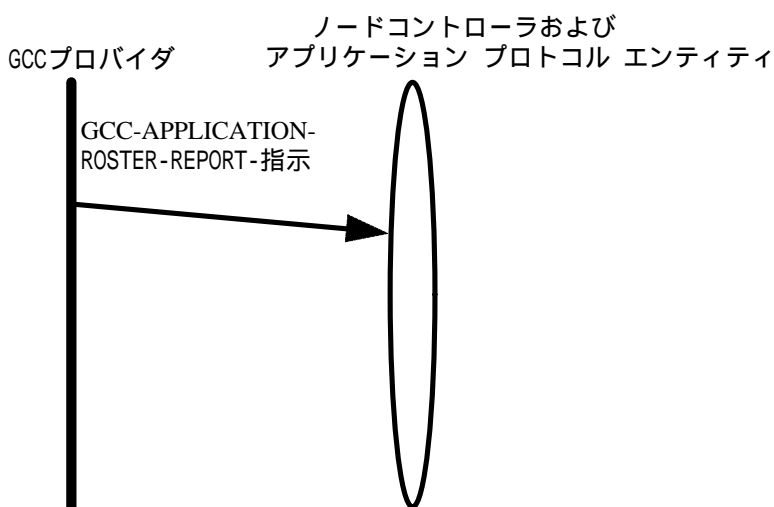 ノードコントローラおよび
GCCプロバイダ
アプリケーション プロトコル エンティティ
GCC-APPLICATION-
ROSTER-REPORT-指示